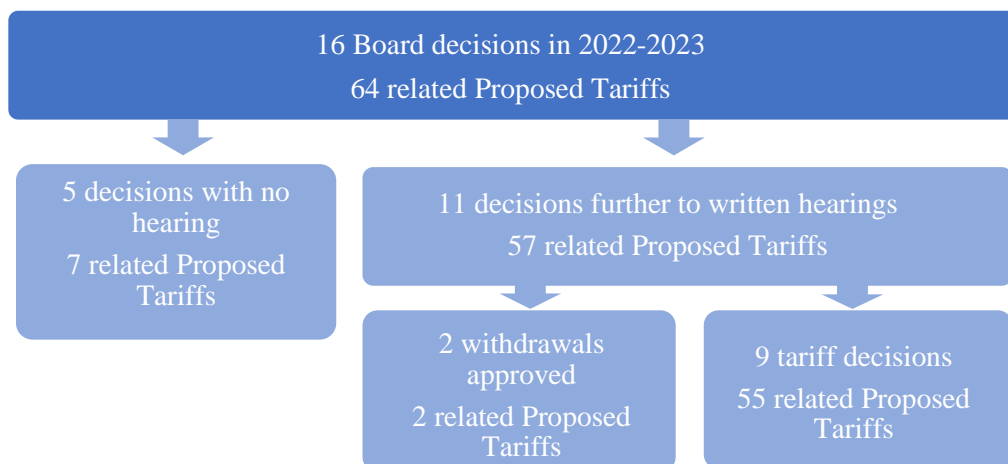 16 Board decisions in 2022-2023
64 related Proposed Tariffs
5 decisions with no
hearing
7 related Proposed
Tariffs
11 decisions further to written hearings
57 related Proposed Tariffs
2 withdrawals
approved
2 related Proposed
Tariffs
9 tariff decisions
55 related Proposed
Tariffs